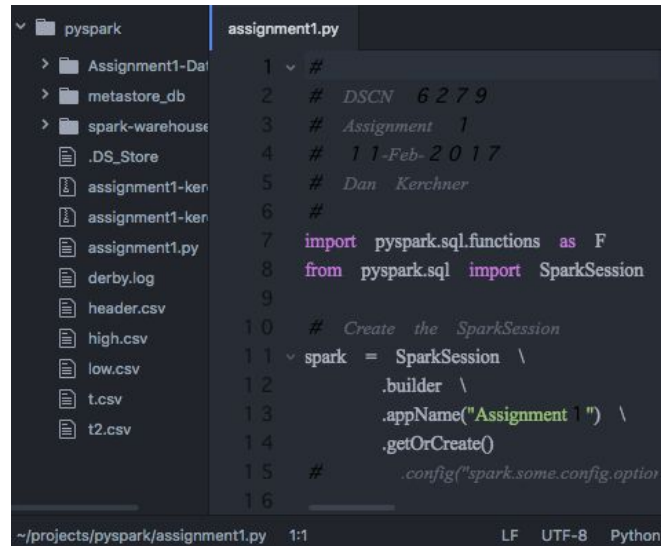 pyspark
Assignment1-Dat
metastore_db
spark-warehouse
.DS_Store
assignment1-ker
assignment1-ker
assignment1.py
derby.log
header.csv
high.csv
low.csv
t.csv
t2.csv
assignment1.py
1 #
2 # DSCN 6279
3 # Assignment 1
4 # 11-Feb-2017
5 # Dan Kerchner
6 #
7 import pyspark.sql.functions as F
8 from pyspark.sql import SparkSession
9
10 # Create the SparkSession
11 spark = SparkSession \
12 .builder \
13 .appName("Assignment 1") \
14 .getOrCreate()
15 # .config("spark.some.config.option
16
~/projects/pyspark/assignment1.py 1:1 LF UTF-8 Python